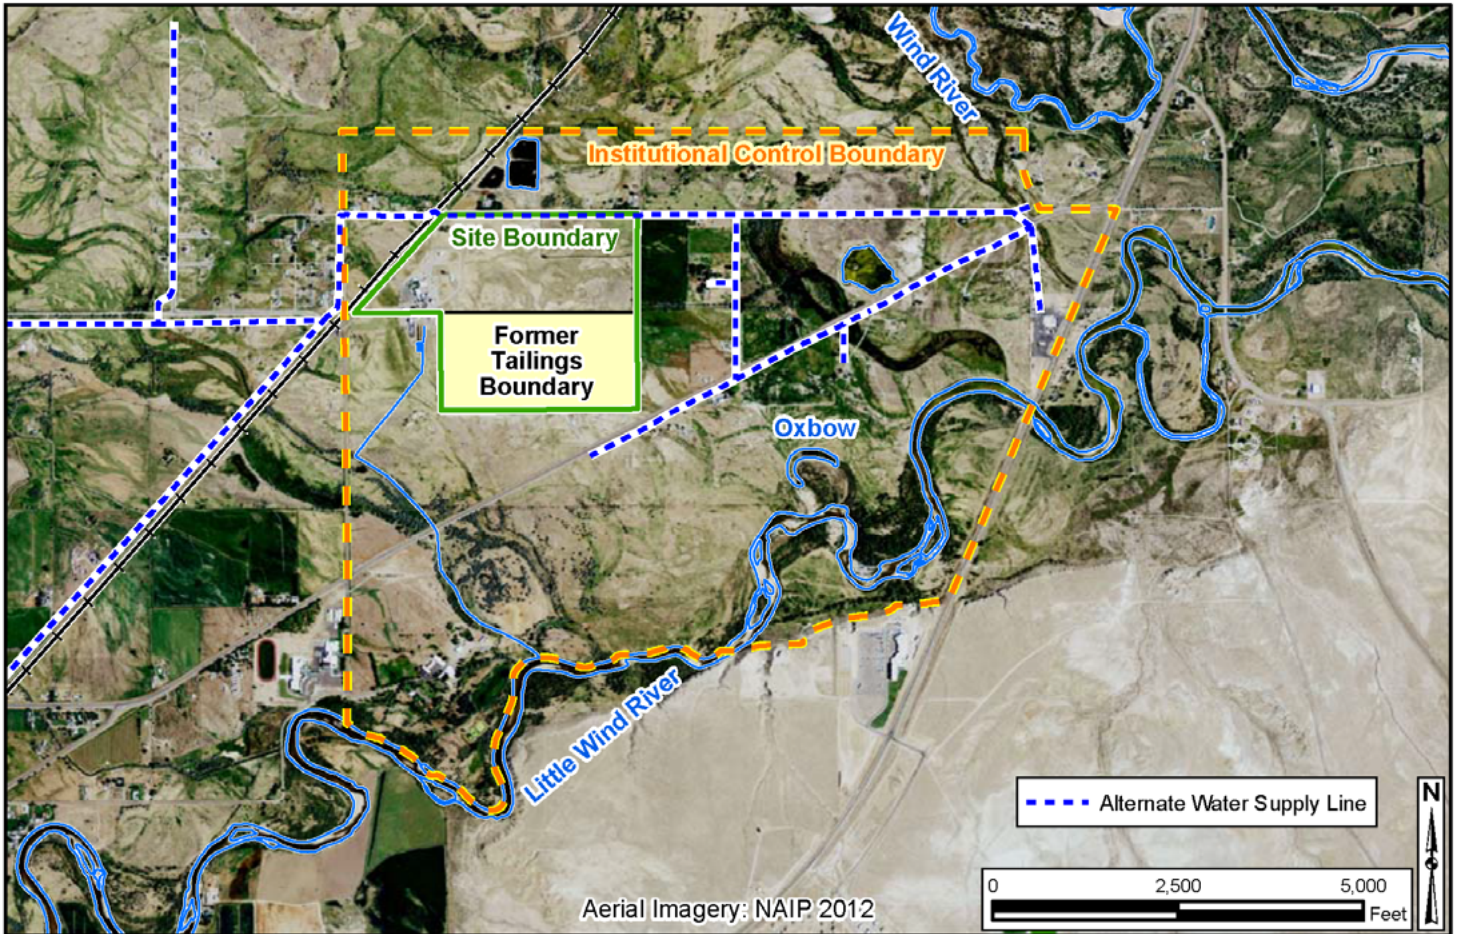 Wind River
Institutional Control Boundary
Site Boundary
Former
Tailings
Boundary
Oxbow
Little Wind River
Alternate Water Supply Line
N
0 2,500 5,000
Feet
Aerial Imagery: NAIP 2012